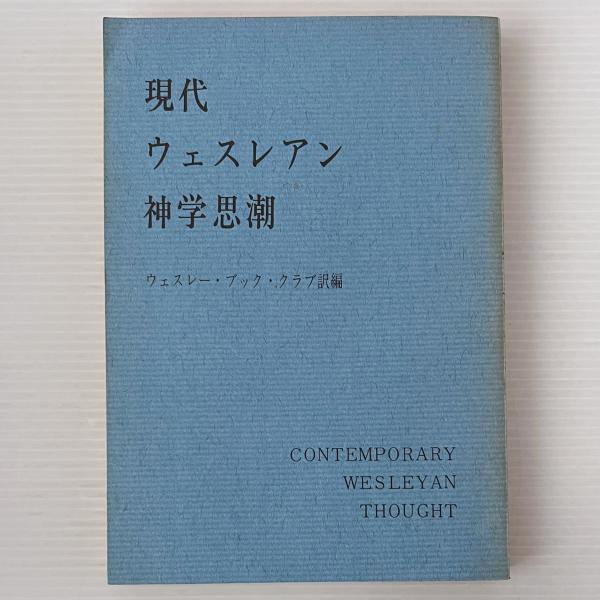 現代
ウェスレアン
神学思潮
ウェスレー・ブック・クラブ訳編
CONTEMPORARY
WESLEYAN
THOUGHT